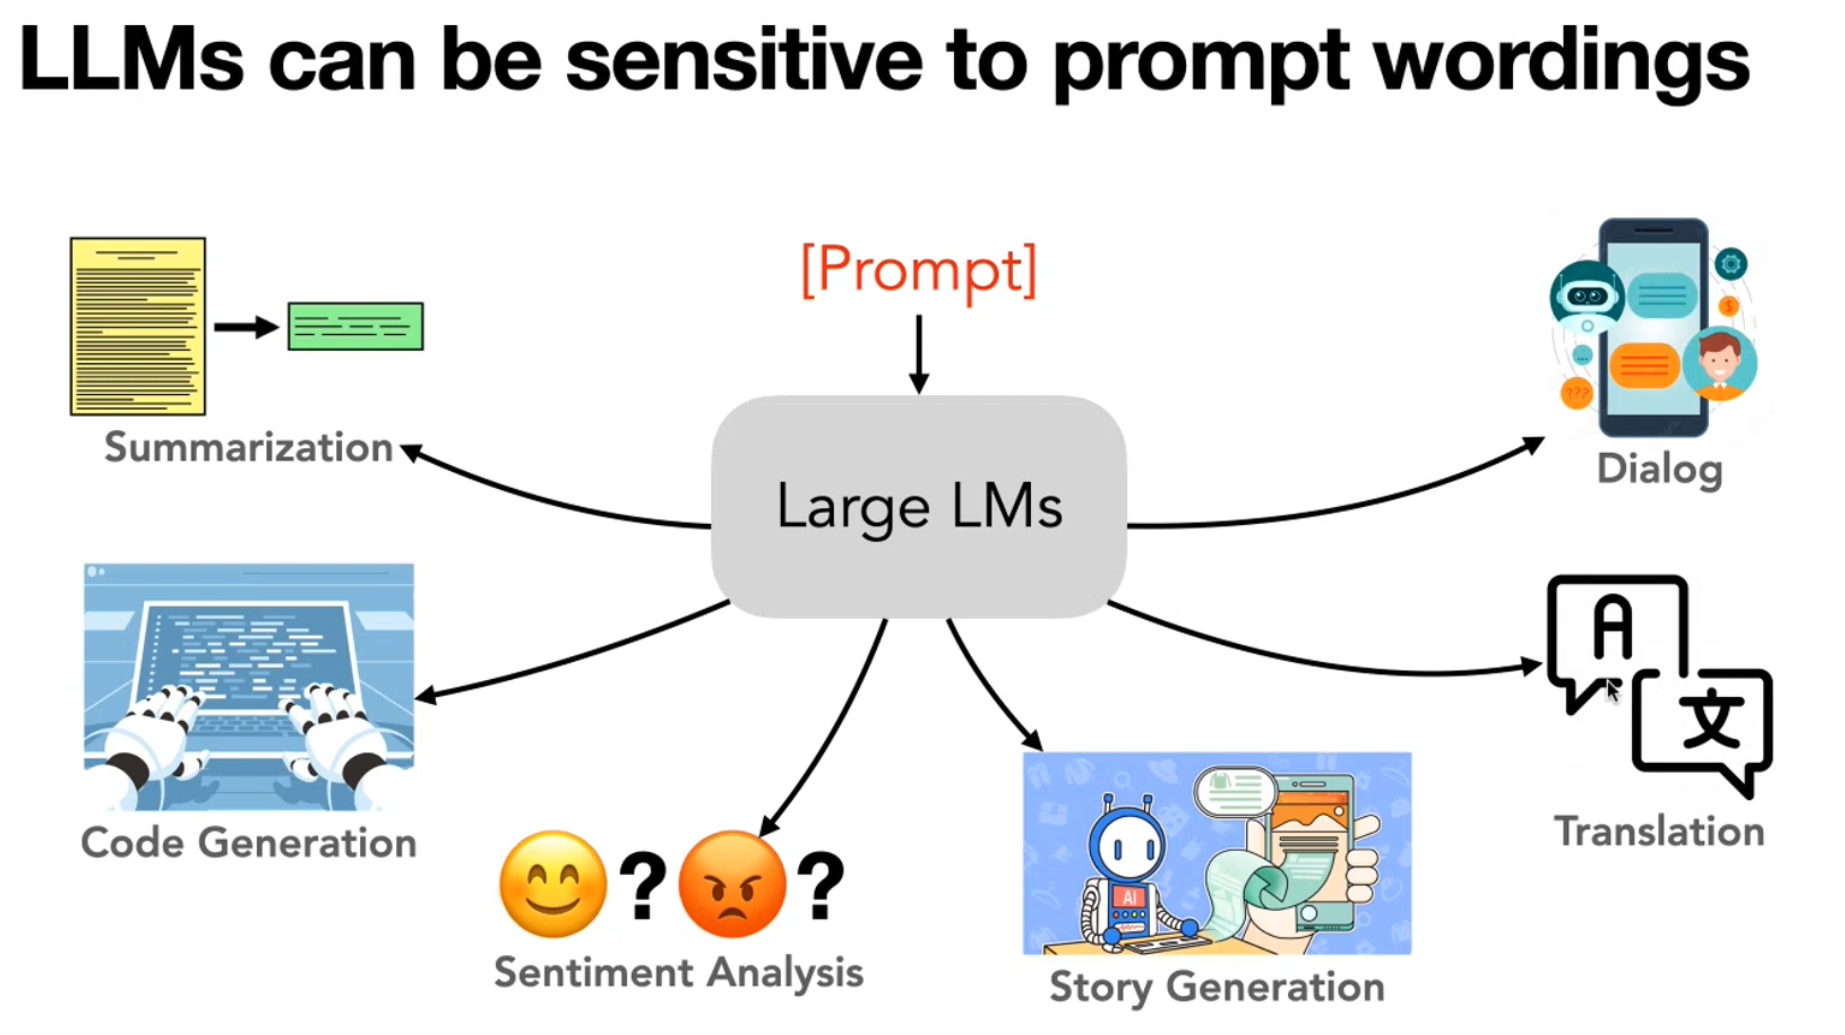 LLMs can be sensitive to prompt wordings
[Prompt]
Large LMs
Summarization
Dialog
$
...
???
Code Generation
A
文
Translation
? ?
Sentiment Analysis
AI
Story Generation